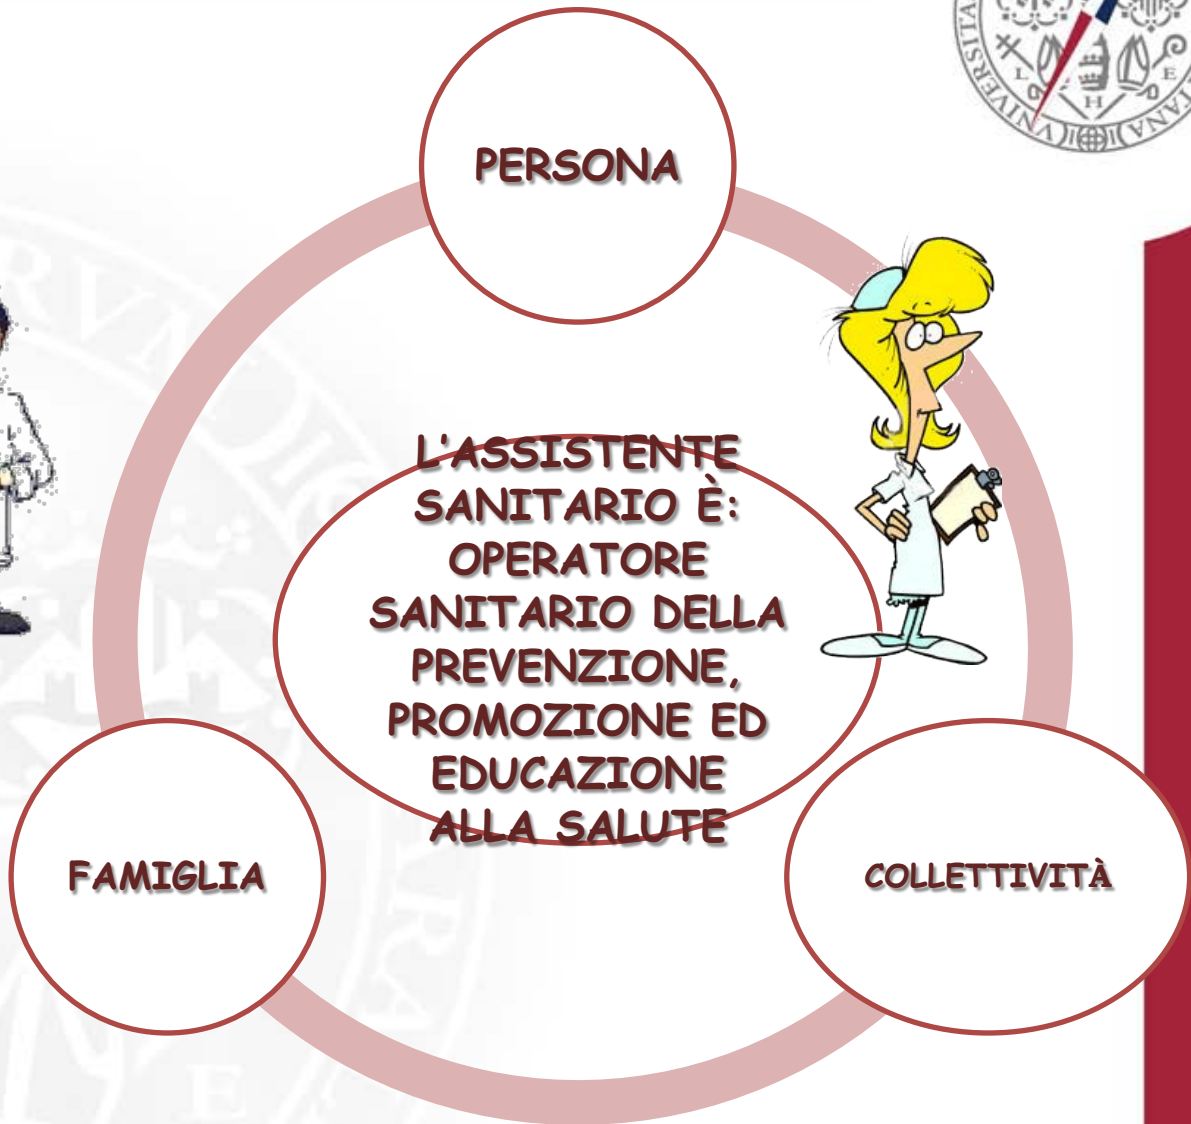 PERSONA
L'ASSISTENTE
SANITARIO È:
OPERATORE
SANITARIO DELLA
PREVENZIONE,
PROMOZIONE ED
EDUCAZIONE
ALLA SALUTE
FAMIGLIA
COLLETTIVITÀ